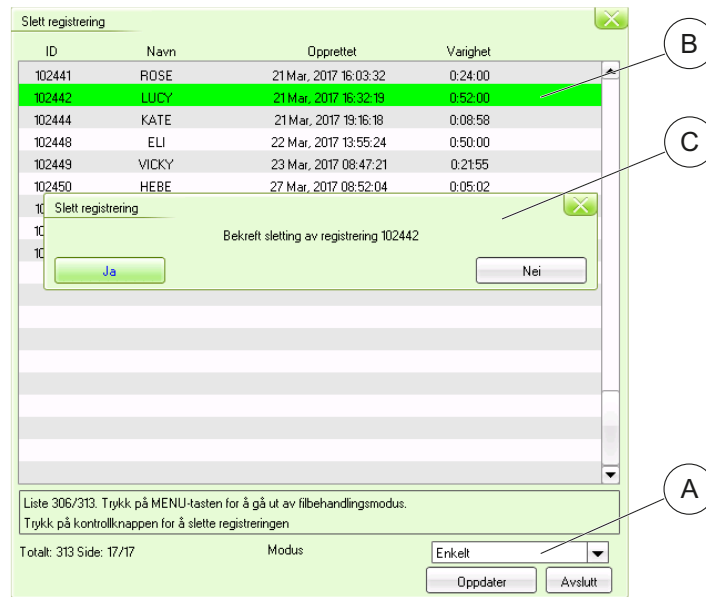 Slett registrering
ID Navn Opprettet Varighet
102441 ROSE 21 Mar, 2017 16:03:32 0:24:00
102442 LUCY 21 Mar, 2017 16:32:19 0:52:00
102444 KATE 21 Mar, 2017 19:16:18 0:08:58
102448 ELI 22 Mar, 2017 13:55:24 0:50:00
102449 VICKY 23 Mar, 2017 08:47:21 0:21:55
102450 HEBE 27 Mar, 2017 08:52:04 0:05:02
10
10
10
Slett registrering
Bekreft sletting av registrering 102442
Ja Nei
Liste 306/313. Trykk på MENU-tasten for å gå ut av filbehandlingsmodus.
Trykk på kontrollknappen for å slette registreringen
Totalt: 313 Side: 17/17 Modus Enkelt
Oppdater Avslutt
B
C
A